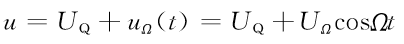 u = U_Q + u_Ω(t) = U_Q + U_Ω cosΩt